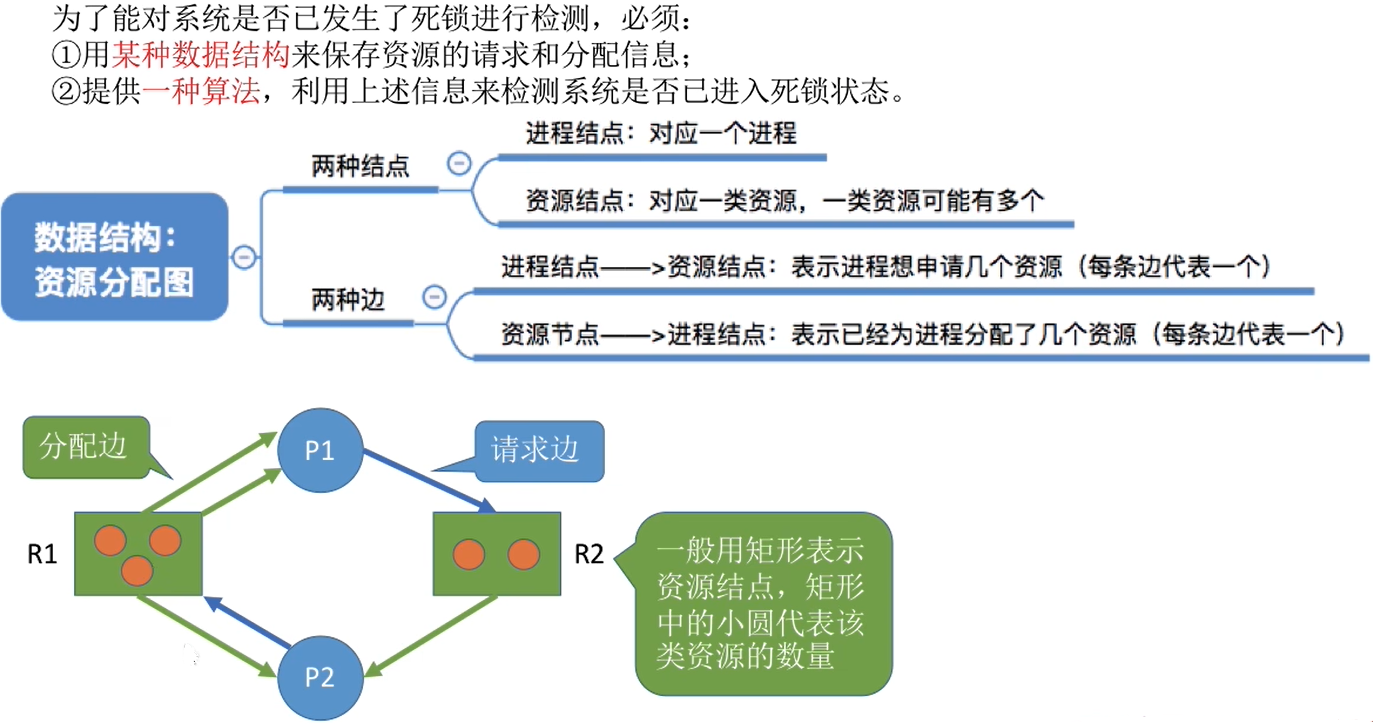 为了能对系统是否已发生了死锁进行检测，必须：
①用某种数据结构来保存资源的请求和分配信息；
②提供一种算法，利用上述信息来检测系统是否已进入死锁状态。
数据结构：
资源分配图
两种结点
进程结点：对应一个进程
资源结点：对应一类资源，一类资源可能有多个
两种边
进程结点——>资源结点：表示进程想申请几个资源（每条边代表一个）
资源节点——>进程结点：表示已经为进程分配了几个资源（每条边代表一个）
分配边
P1
请求边
R1
R2
一般用矩形表示
资源结点，矩形
中的小圆代表该
类资源的数量
P2